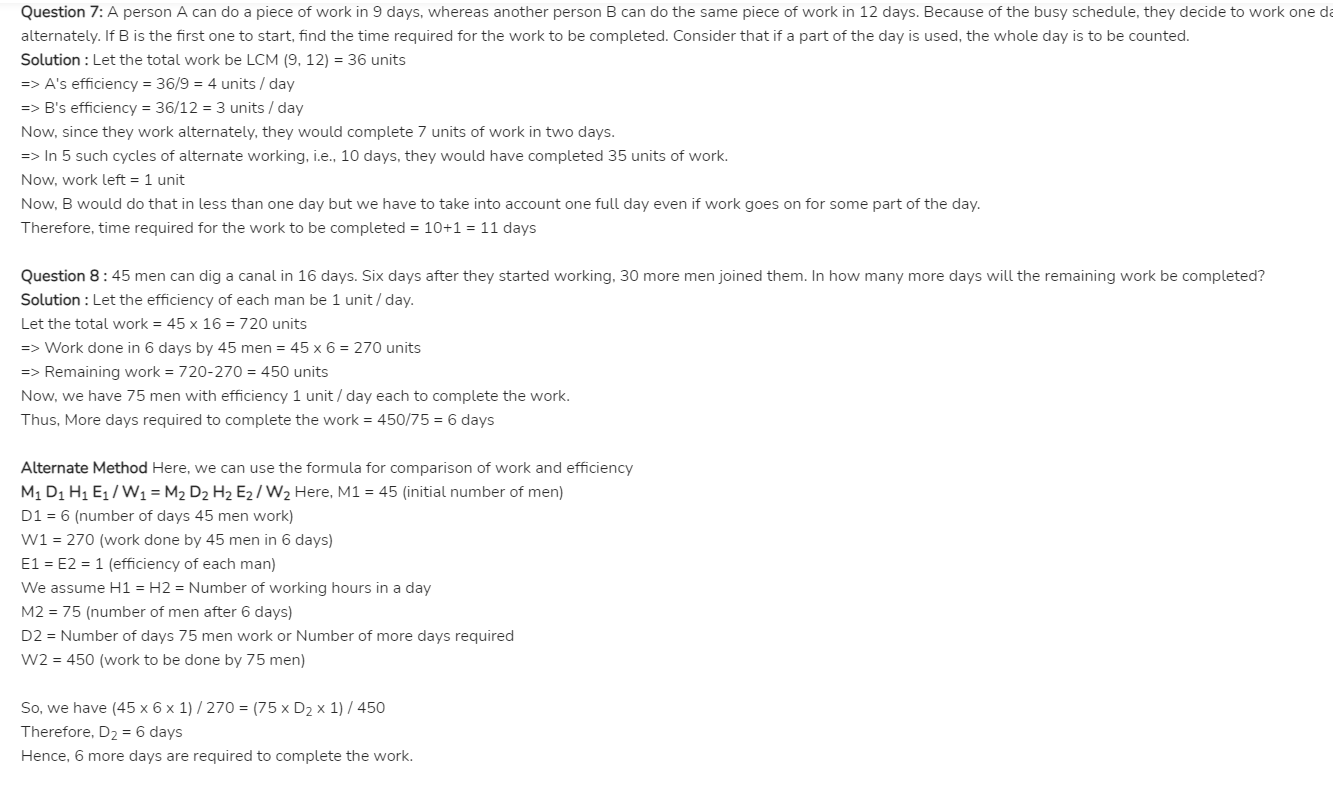 Question 7: A person A can do a piece of work in 9 days, whereas another person B can do the same piece of work in 12 days. Because of the busy schedule, they decide to work one
alternately. If B is the first one to start, find the time required for the work to be completed. Consider that if a part of the day is used, the whole day is to be counted.
Solution : Let the total work be LCM (9, 12) = 36 units
=> A's efficiency = 36/9 = 4 units / day
=> B's efficiency = 36/12 = 3 units / day
Now, since they work alternately, they would complete 7 units of work in two days.
=> In 5 such cycles of alternate working, i.e., 10 days, they would have completed 35 units of work.
Now, work left = 1 unit
Now, B would do that in less than one day but we have to take into account one full day even if work goes on for some part of the day.
Therefore, time required for the work to be completed = 10+1 = 11 days
Question 8 : 45 men can dig a canal in 16 days. Six days after they started working, 30 more men joined them. In how many more days will the remaining work be completed?
Solution : Let the efficiency of each man be 1 unit / day.
Let the total work = 45 x 16 = 720 units
=> Work done in 6 days by 45 men = 45 x 6 = 270 units
=> Remaining work = 720-270 = 450 units
Now, we have 75 men with efficiency 1 unit / day each to complete the work.
Thus, More days required to complete the work = 450/75 = 6 days
Alternate Method Here, we can use the formula for comparison of work and efficiency
M₁ D₁ H₁ E₁ / W₁ = M₂ D₂ H₂ E₂ / W₂ Here, M1 = 45 (initial number of men)
D1 = 6 (number of days 45 men work)
W1 = 270 (work done by 45 men in 6 days)
E1 = E2 = 1 (efficiency of each man)
We assume H1 = H2 = Number of working hours in a day
M2 = 75 (number of men after 6 days)
D2 = Number of days 75 men work or Number of more days required
W2 = 450 (work to be done by 75 men)
So, we have (45 x 6 x 1) / 270 = (75 x D₂ x 1) / 450
Therefore, D₂ = 6 days
Hence, 6 more days are required to complete the work.